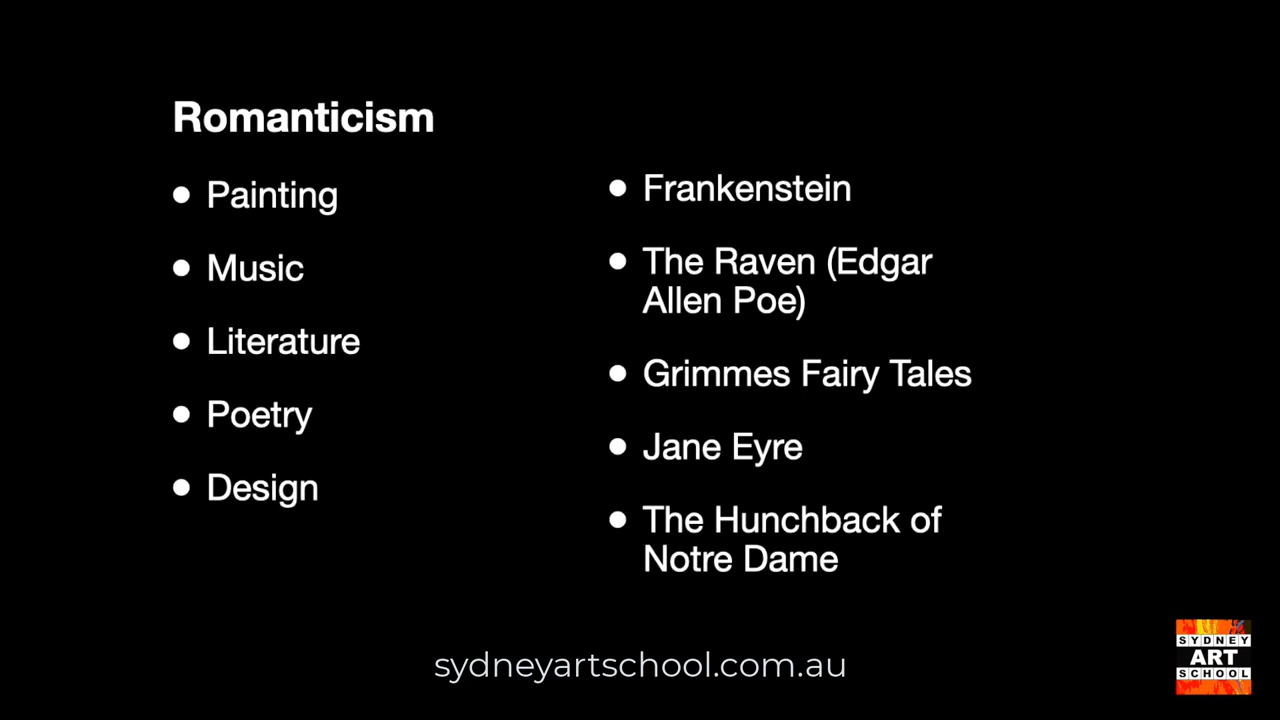 Romanticism
• Painting
• Music
• Literature
• Poetry
• Design
• Frankenstein
• The Raven (Edgar
Allen Poe)
• Grimmes Fairy Tales
• Jane Eyre
• The Hunchback of
Notre Dame
sydneyartschool.com.au
SYDNEY
ART
SCHOOL